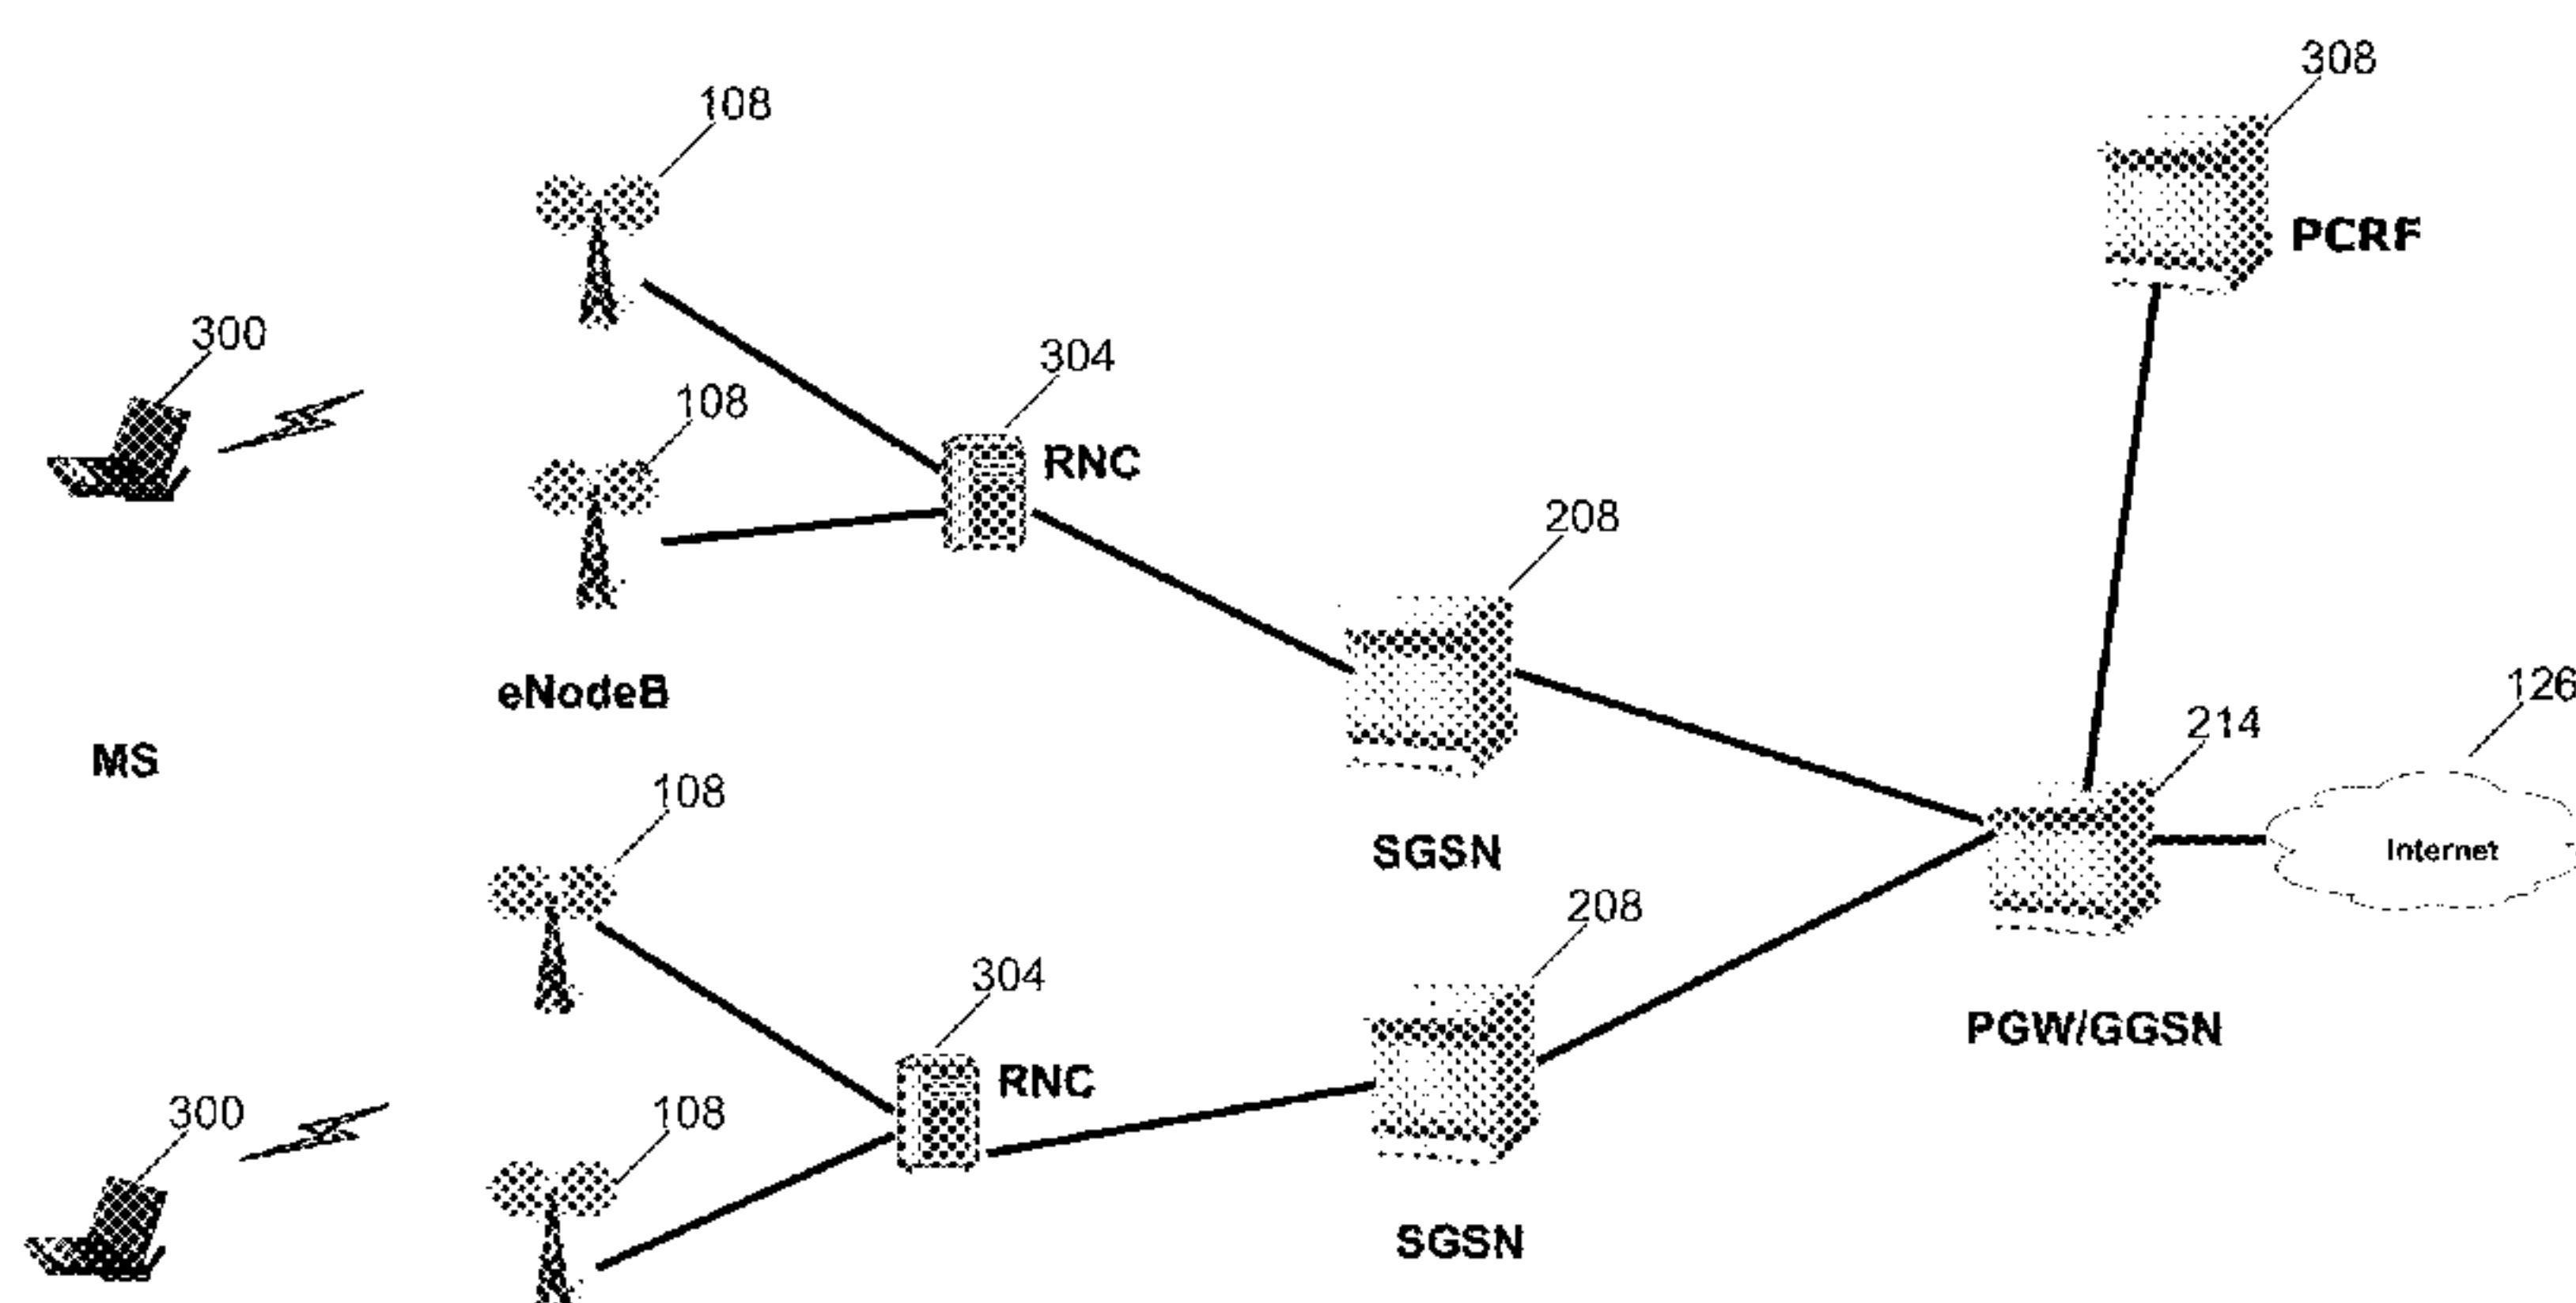 308
108
300
304
108
RNC
PCRF
208
eNodeB
126
214
MS
108
SGSN
Internet
208
304
PGW/GGSN
RNC
300
108
SGSN